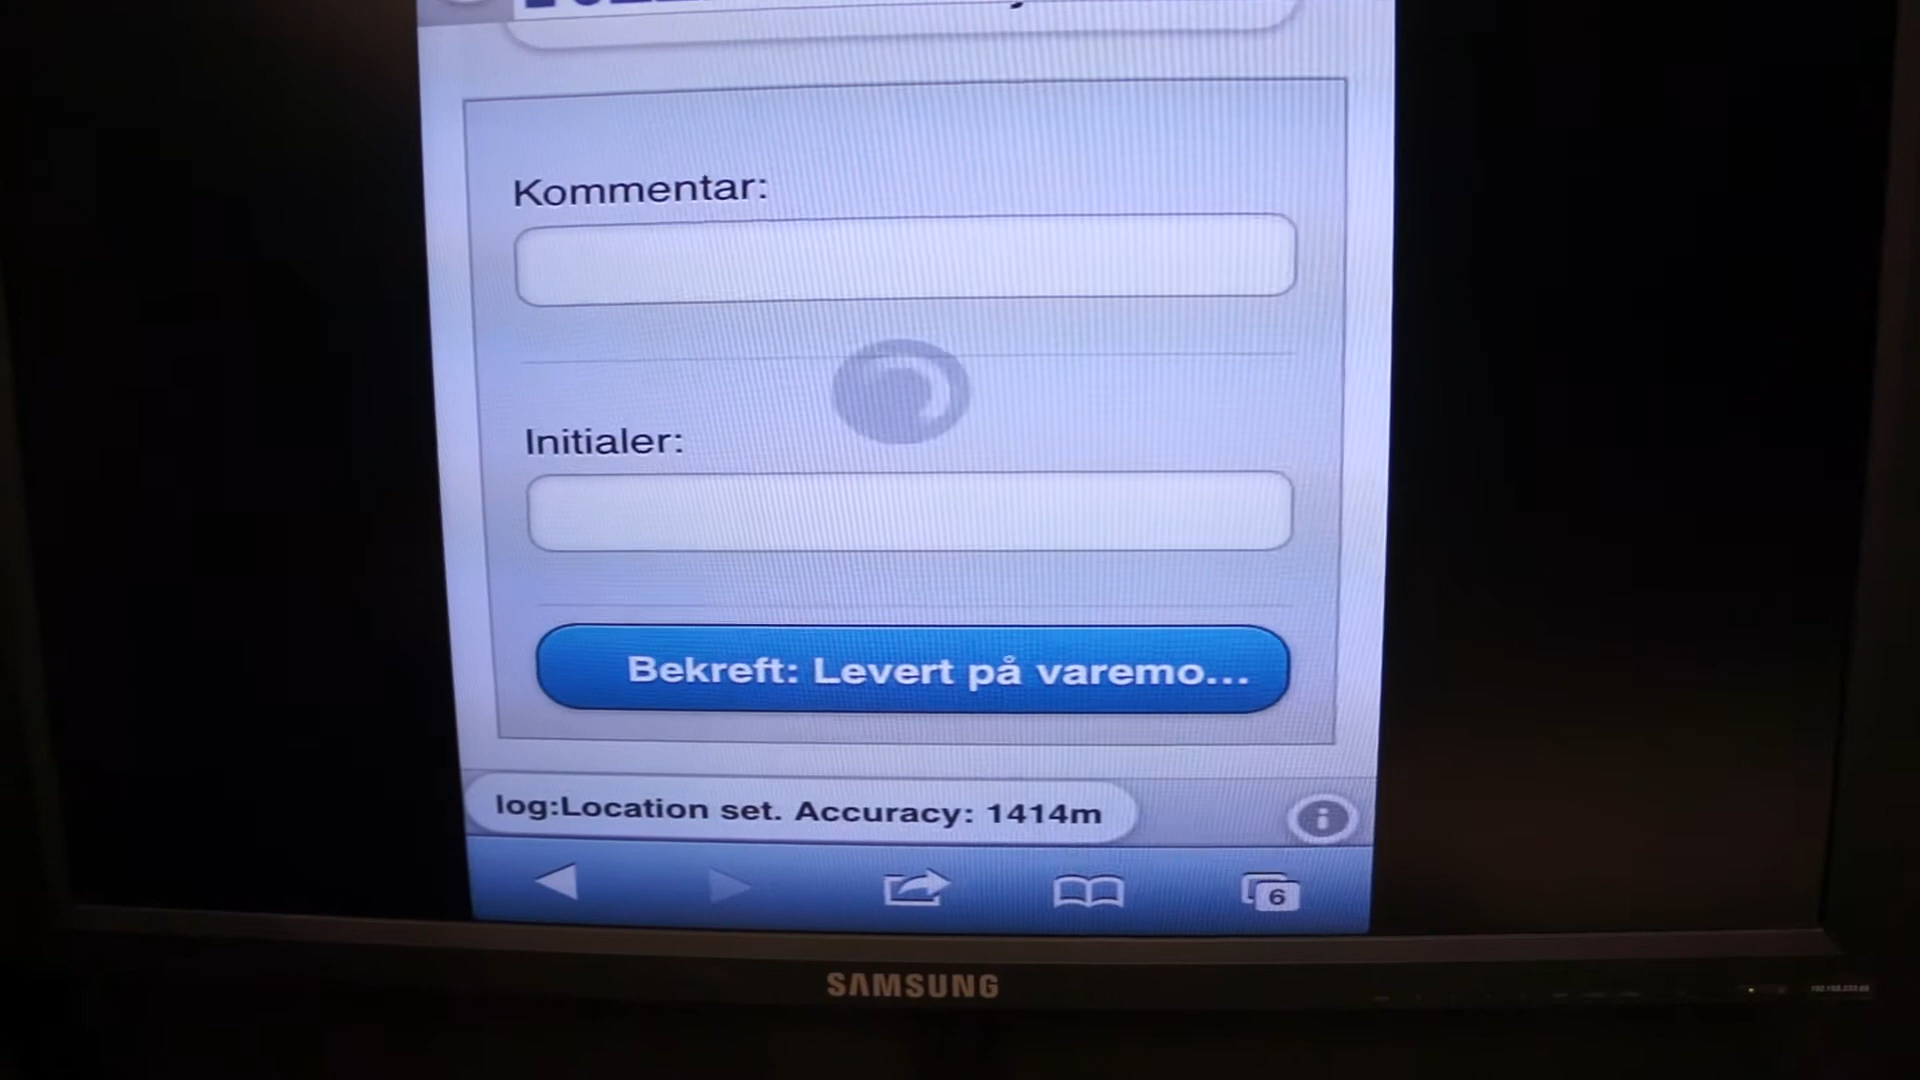 Kommentar:
Initialer:
Bekreft: Levert på varemo...
log:Location set. Accuracy: 1414m
6
SAMSUNG